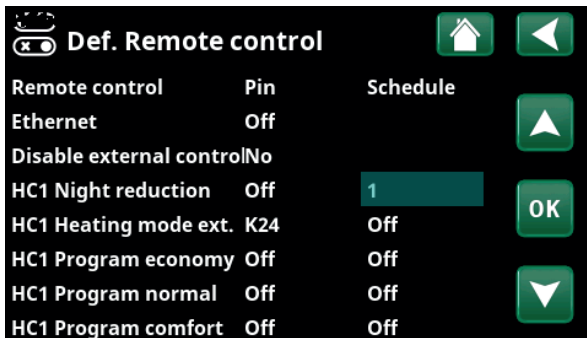 Def. Remote control
Remote control Pin Schedule
Ethernet Off
Disable external control No
HC1 Night reduction Off 1
HC1 Heating mode ext. K24 Off
OK
HC1 Program economy Off Off
HC1 Program normal Off Off
HC1 Program comfort Off Off